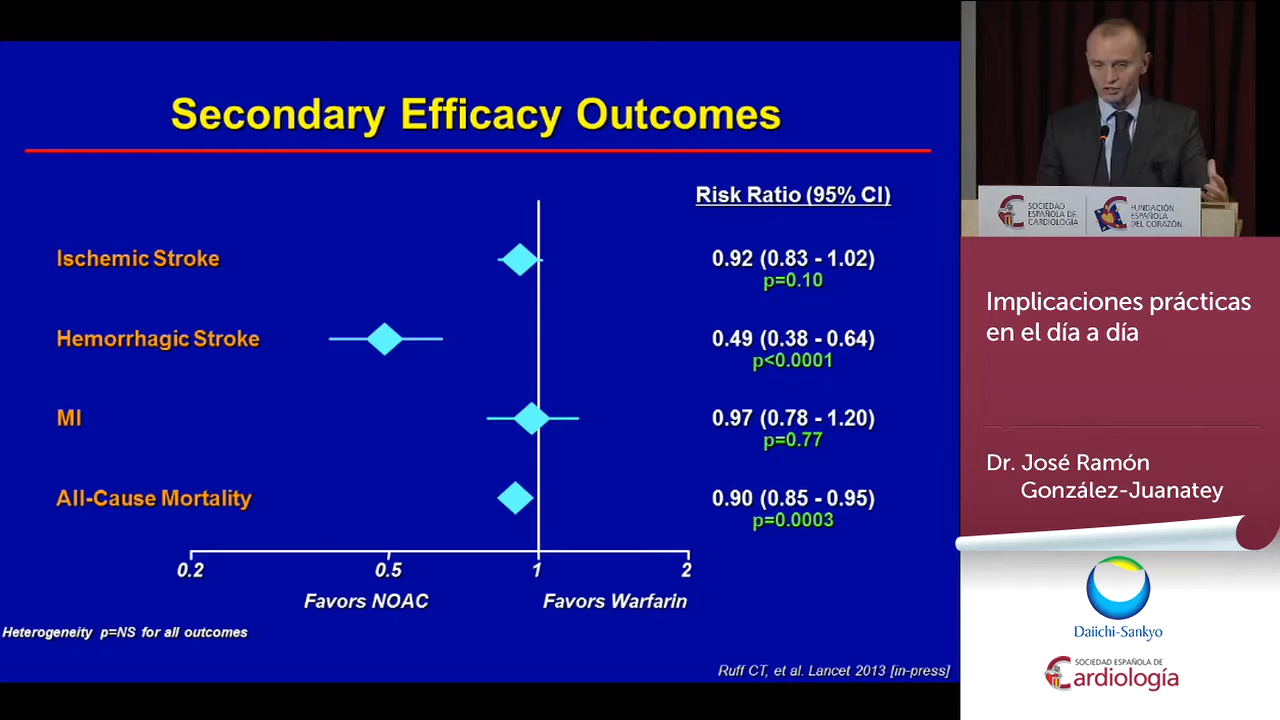 Secondary Efficacy Outcomes
Risk Ratio (95% CI)
Ischemic Stroke
0.92 (0.83 - 1.02)
p=0.10
Hemorrhagic Stroke
0.49 (0.38 - 0.64)
p<0.0001
MI
0.97 (0.78 - 1.20)
p=0.77
All-Cause Mortality
0.90 (0.85 - 0.95)
p=0.0003
0.2 0.5 1 2
Favors NOAC Favors Warfarin
Heterogeneity p=NS for all outcomes
Ruff CT, et al. Lancet 2013 [in-press]
SOCIEDAD
ESPAÑOLA DE
CARDIOLOGÍA
FUNDACIÓN
ESPAÑOLA
DEL CORAZÓN
Implicaciones prácticas
en el día a día
Dr. José Ramón
González-Juanatey
Daiichi-Sankyo
SOCIEDAD ESPAÑOLA DE
Cardiología